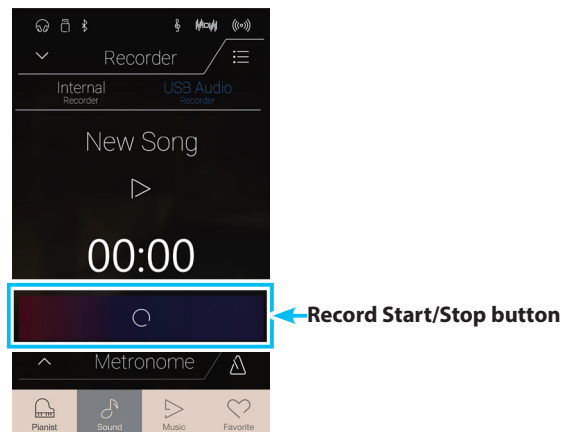 Recorder
Internal USB Audio
Recorder Recorder
New Song
00:00
Record Start/Stop button
Metronome
Pianist Sound Music Favorite